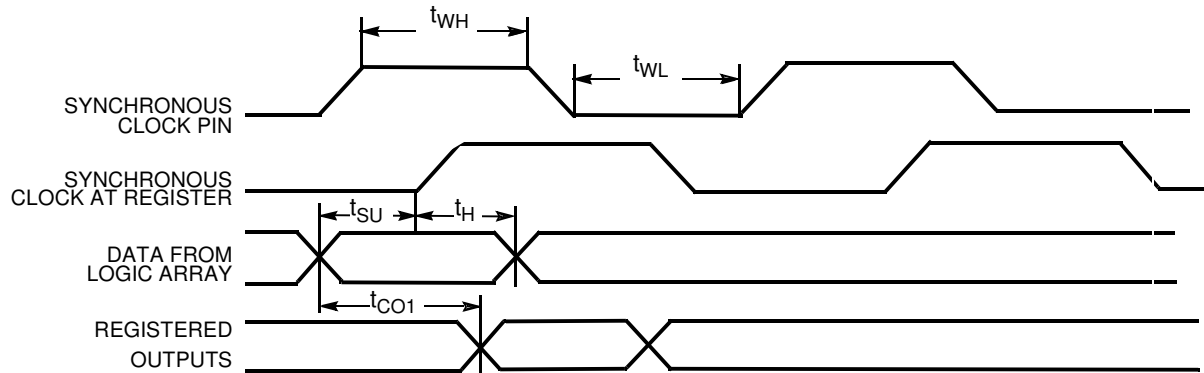 tWH
tWL
SYNCHRONOUS
CLOCK PIN
SYNCHRONOUS
CLOCK AT REGISTER
tSU
tH
DATA FROM
LOGIC ARRAY
tCO1
REGISTERED
OUTPUTS